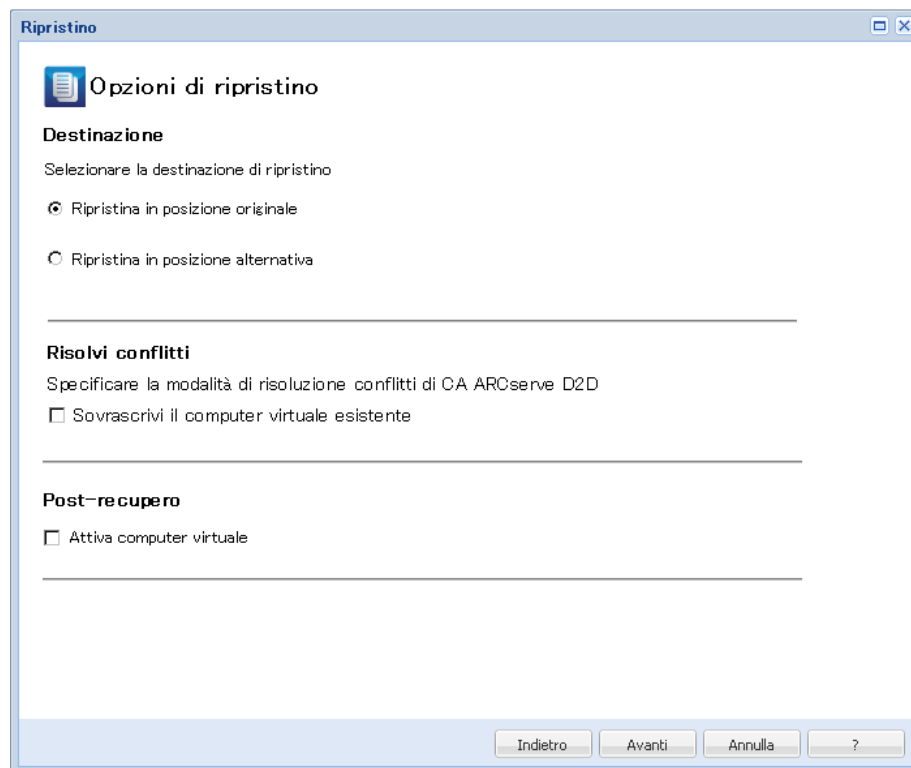 Ripristino
Opzioni di ripristino
Destinazione
Selezionare la destinazione di ripristino
Ripristina in posizione originale
Ripristina in posizione alternativa
Risolvi conflitti
Specificare la modalità di risoluzione conflitti di CA ARCserve D2D
Sovrascrivi il computer virtuale esistente
Post-recupero
Attiva computer virtuale
Indietro Avanti Annulla ?